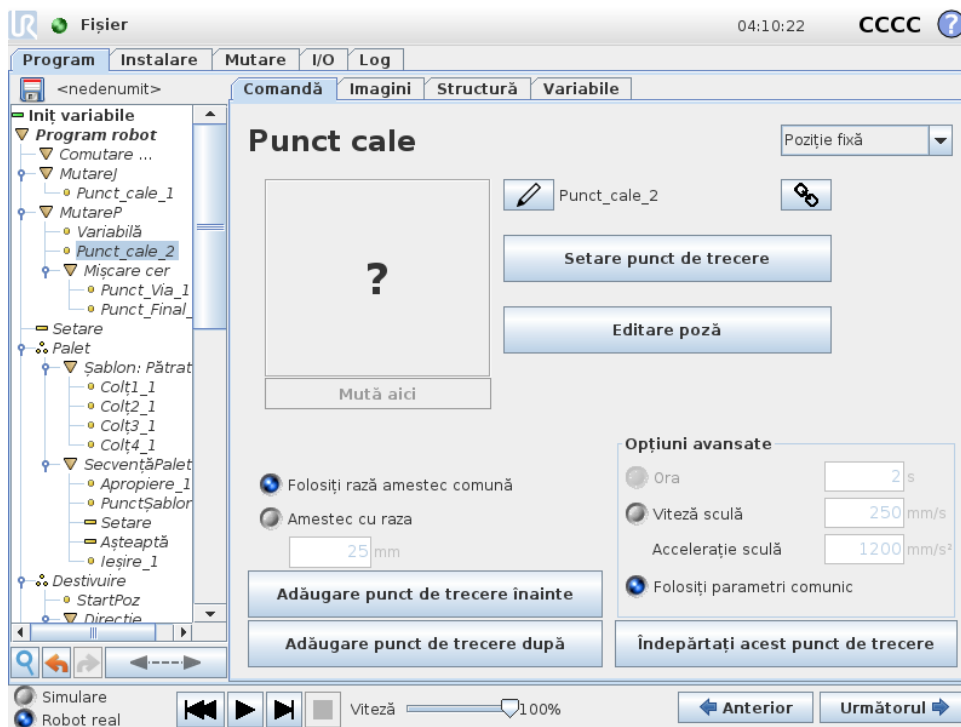 UR Fișier 04:10:22 CCCC ?
Program Instalare Mutare I/O Log
<nedenumit>
Comandă Imagini Structură Variabile
Iniț variabile
Program robot
Comutare ...
MutareJ
Punct_cale_1
MutareP
Variabilă
Punct_cale_2
Mișcare cer
Punct_Via_1
Punct_Final_
Setare
Palet
Șablon: Pătrat
Colț1_1
Colț2_1
Colț3_1
Colț4_1
SecvențăPalet
Apropiere_1
PunctȘablon
Setare
Așteaptă
Ieșire_1
Destivuire
StartPoz
Direcție
Punct cale
Poziție fixă
?
Punct_cale_2
Setare punct de trecere
Editare poză
Mută aici
Folosiți rază amestec comună
Amestec cu raza
25 mm
Opțiuni avansate
Ora 2 s
Viteză sculă 250 mm/s
Accelerație sculă 1200 mm/s²
Folosiți parametri comunic
Adăugare punct de trecere înainte
Adăugare punct de trecere după
Îndepărtați acest punct de trecere
Simulare
Robot real
Viteză 100%
Anterior
Următorul